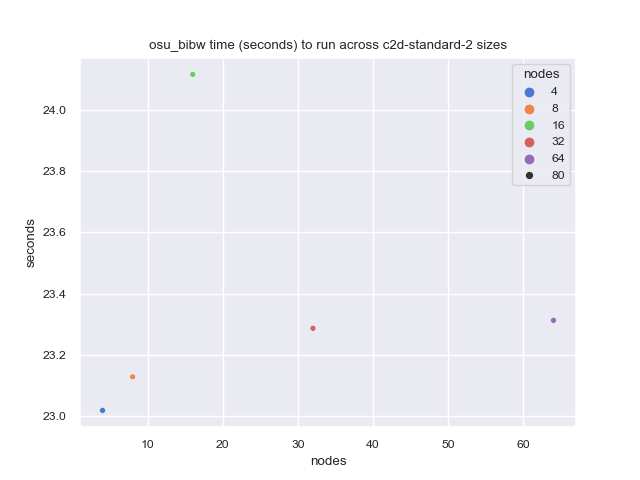 osu_bibw time (seconds) to run across c2d-standard-2 sizes
nodes
4
8
16
32
64
80
24.0
23.8
23.6
23.4
23.2
23.0
seconds
10 20 30 40 50 60
nodes